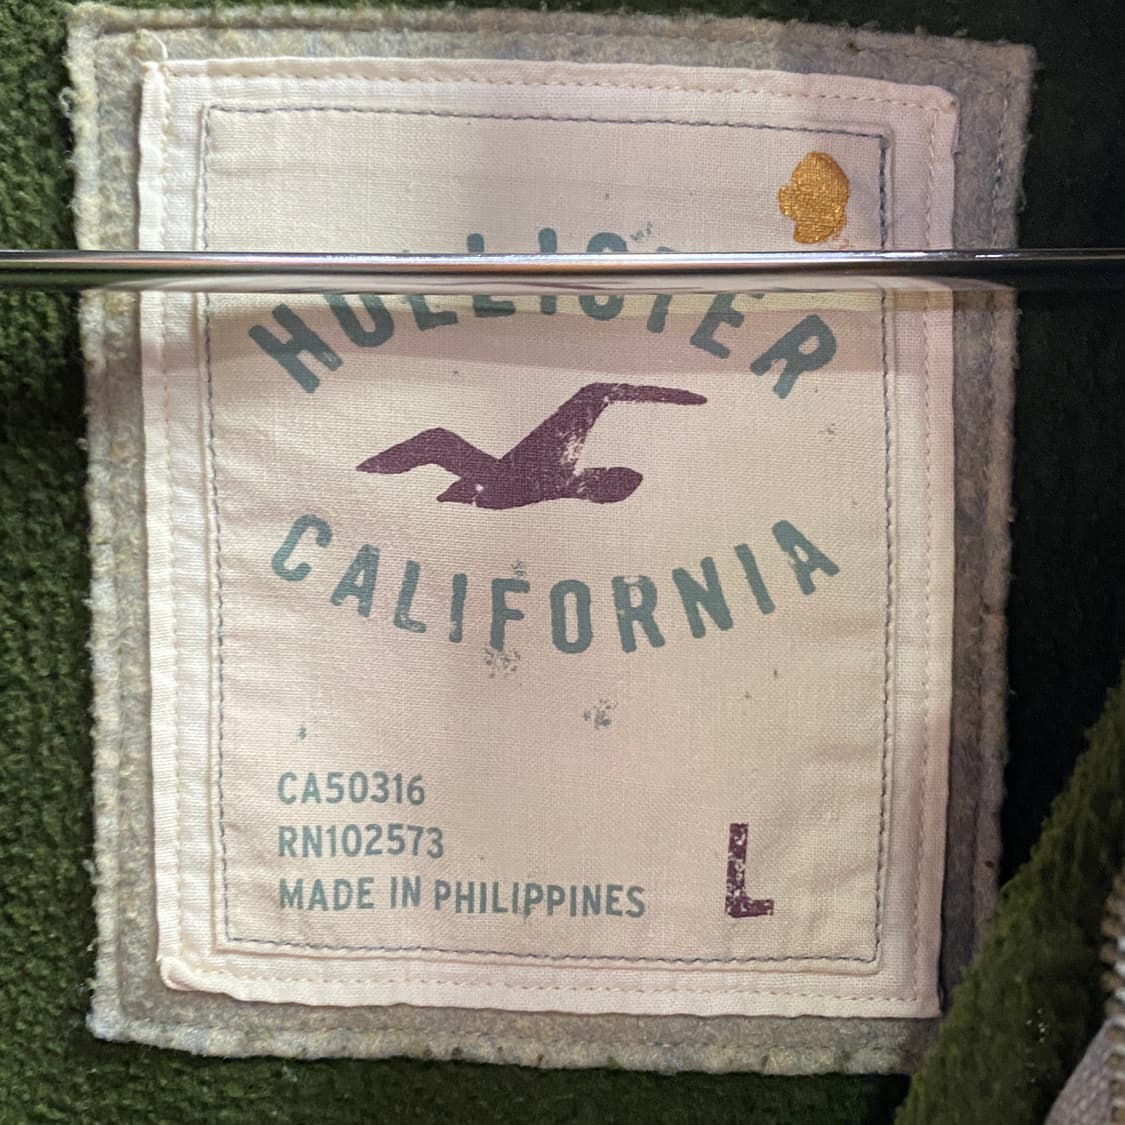 HOLLISTER
CALIFORNIA
CA50316
RN102573
MADE IN PHILIPPINES
L